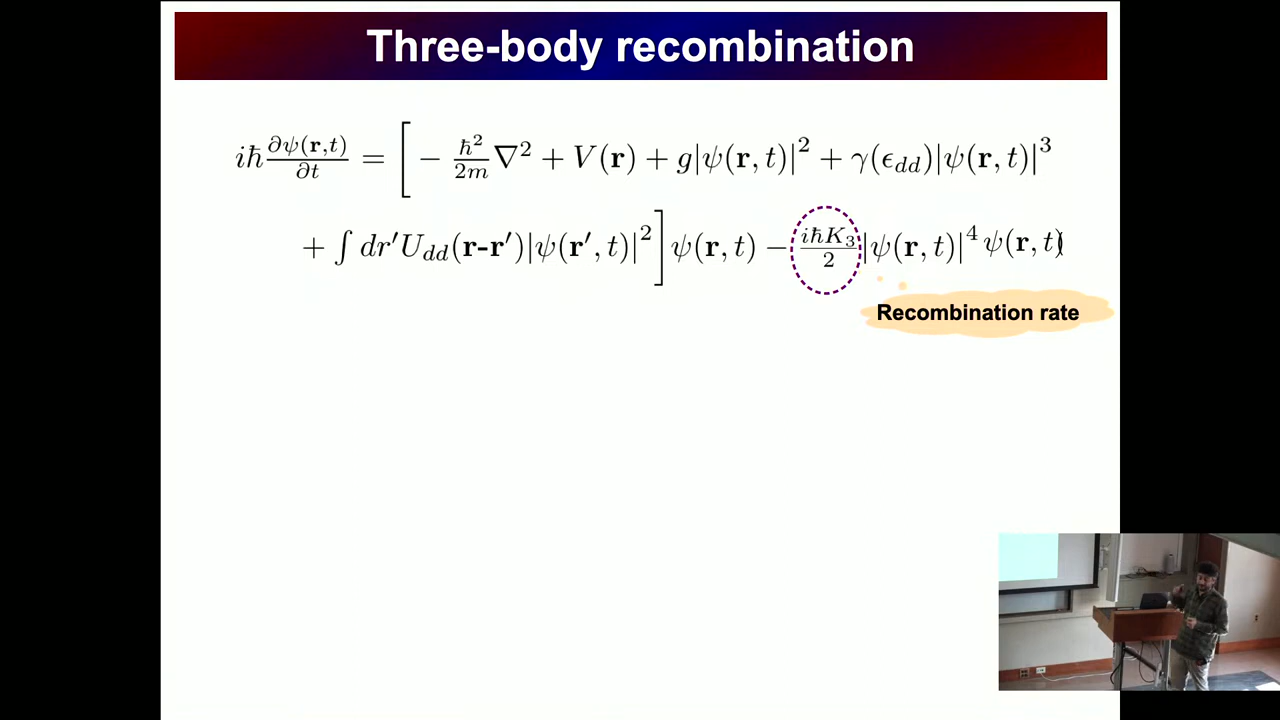 Three-body recombination
iħ ∂ψ(r,t)/∂t = [ − ħ²/2m ∇² + V(r) + g|ψ(r, t)|² + γ(ϵ_dd)|ψ(r, t)|³
+ ∫ dr′U_dd(r-r′)|ψ(r′, t)|² ] ψ(r, t) − iħK₃/2 |ψ(r, t)|⁴ ψ(r, t)
Recombination rate